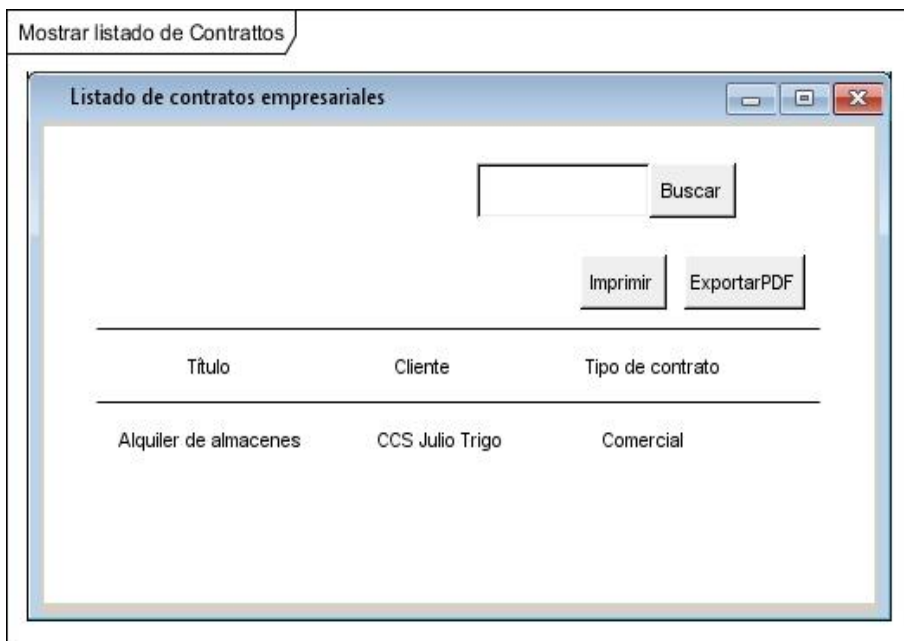 Mostrar listado de Contrattos
Listado de contratos empresariales
Buscar
Imprimir ExportarPDF
Título Cliente Tipo de contrato
Alquiler de almacenes CCS Julio Trigo Comercial